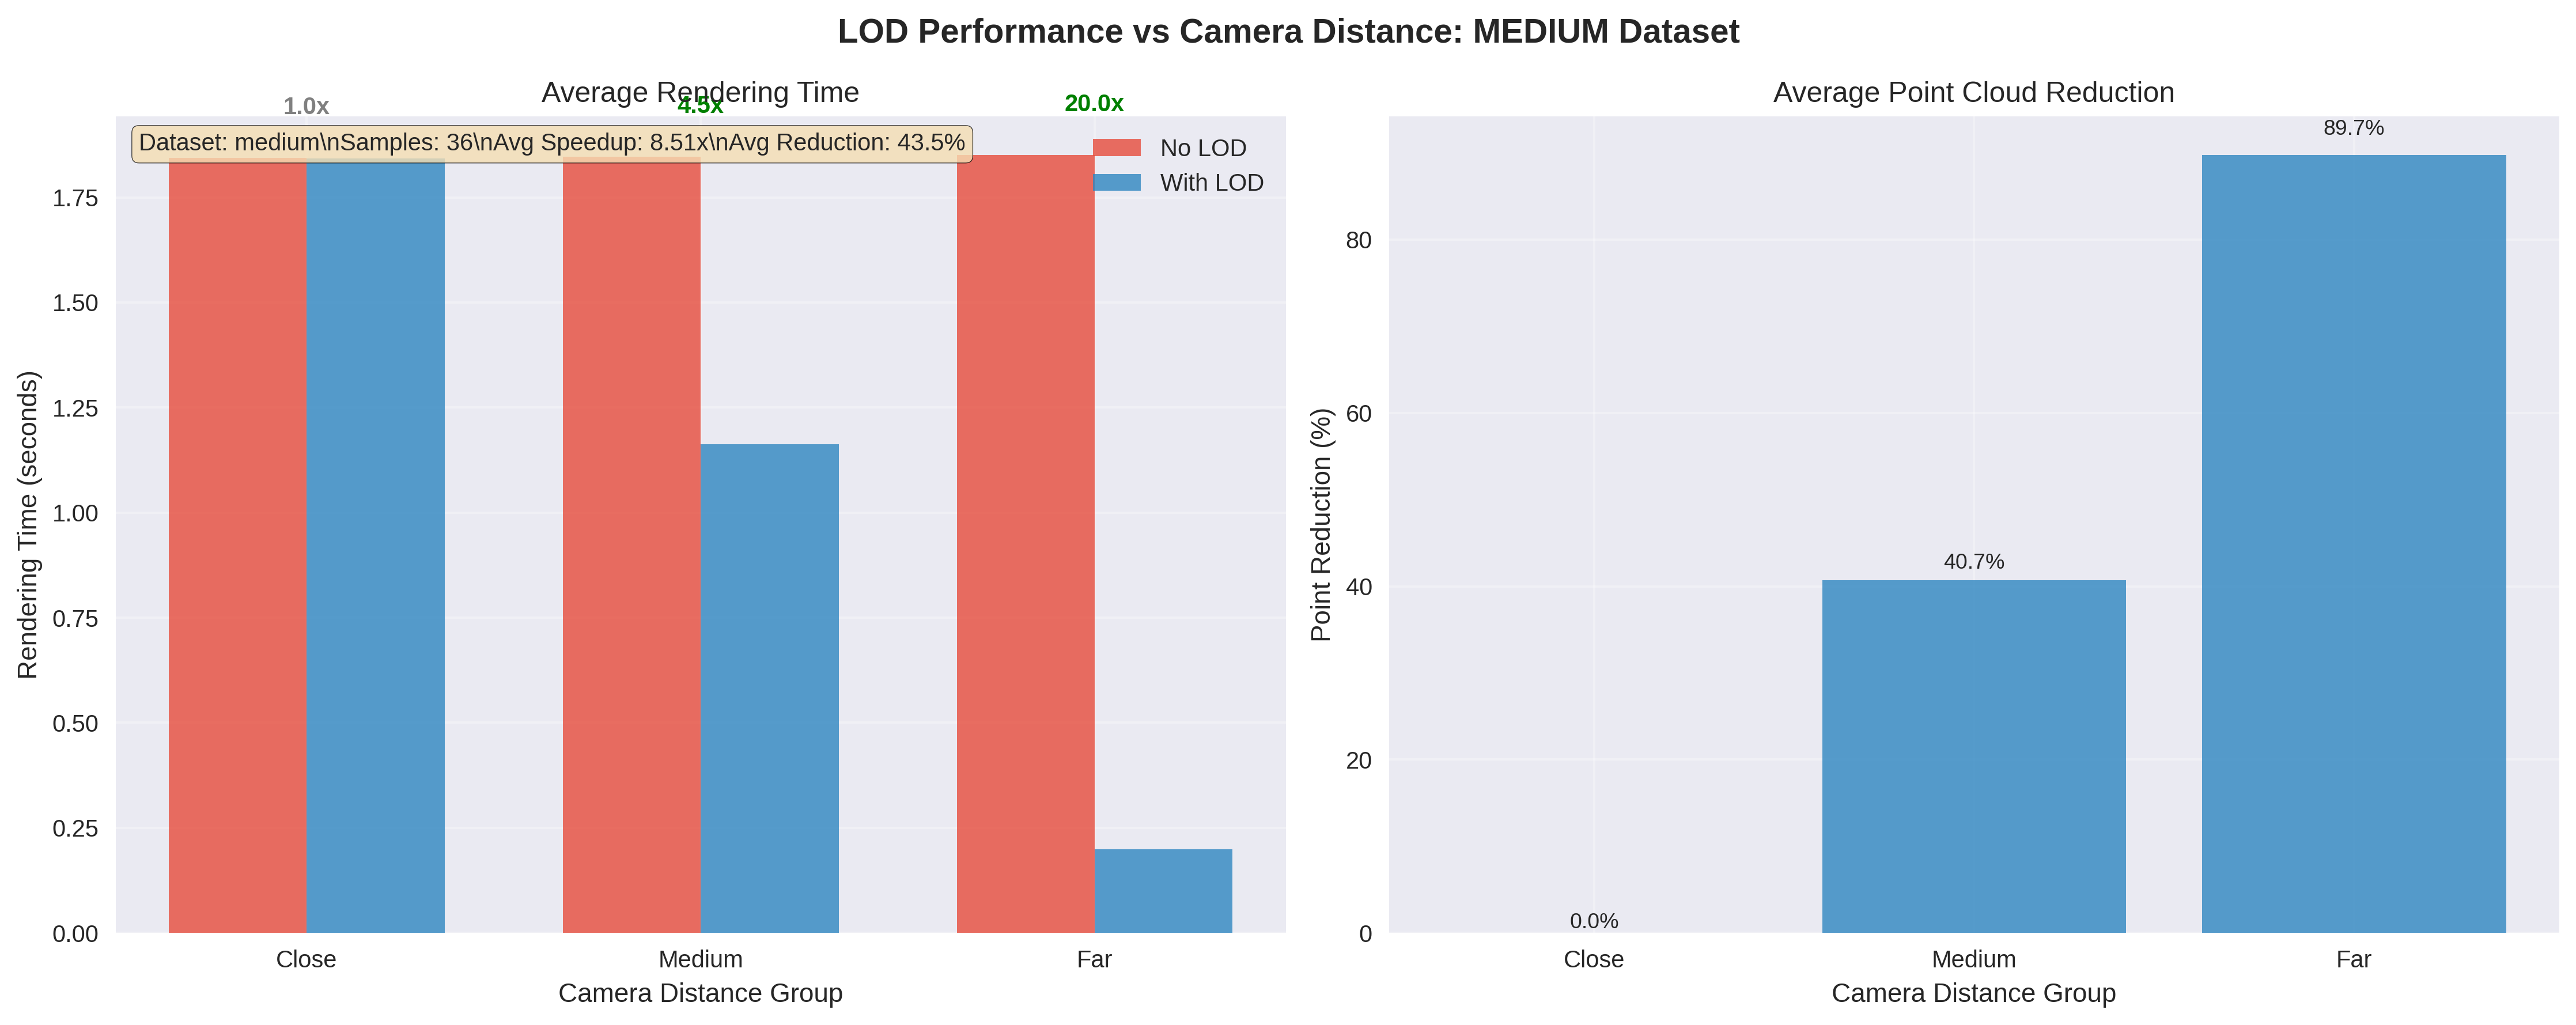 LOD Performance vs Camera Distance: MEDIUM Dataset
Average Rendering Time
1.0x
4.5x
20.0x
Dataset: medium\nSamples: 36\nAvg Speedup: 8.51x\nAvg Reduction: 43.5%
No LOD
With LOD
Rendering Time (seconds)
1.75
1.50
1.25
1.00
0.75
0.50
0.25
0.00
Close
Medium
Far
Camera Distance Group
Average Point Cloud Reduction
Point Reduction (%)
80
60
40
20
0
0.0%
40.7%
89.7%
Close
Medium
Far
Camera Distance Group